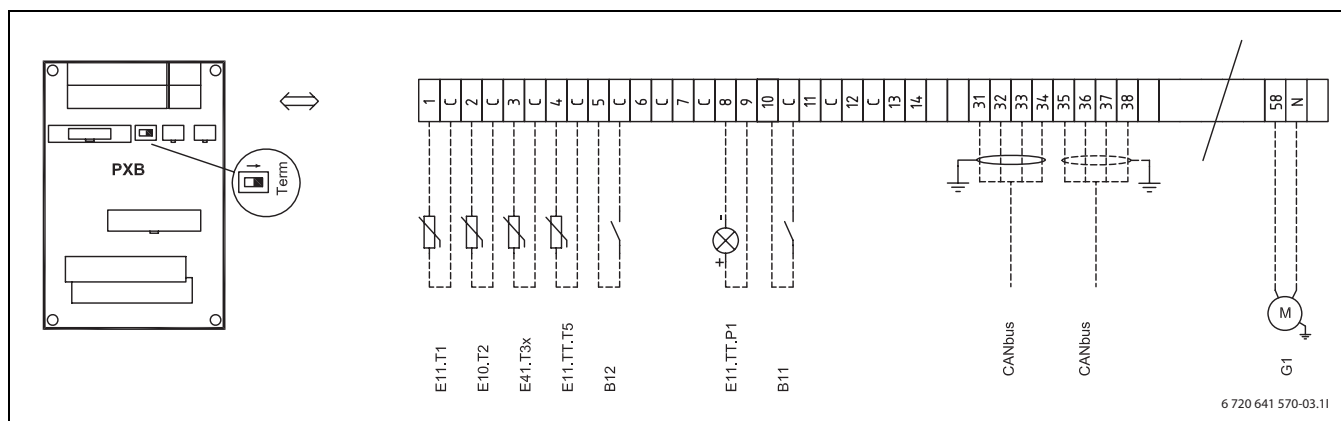 1 C 2 C 3 C 4 C 5 C 6 C 7 C 8 9 10 C 11 C 12 C 13 14 31 32 33 34 35 36 37 38 58 N
PXB
Term
+ -
M
E11.T1
E10.T2
E41.T3x
E11.TT.T5
B12
E11.TT.P1
B11
CANbus
CANbus
G1
6 720 641 570-03.1I